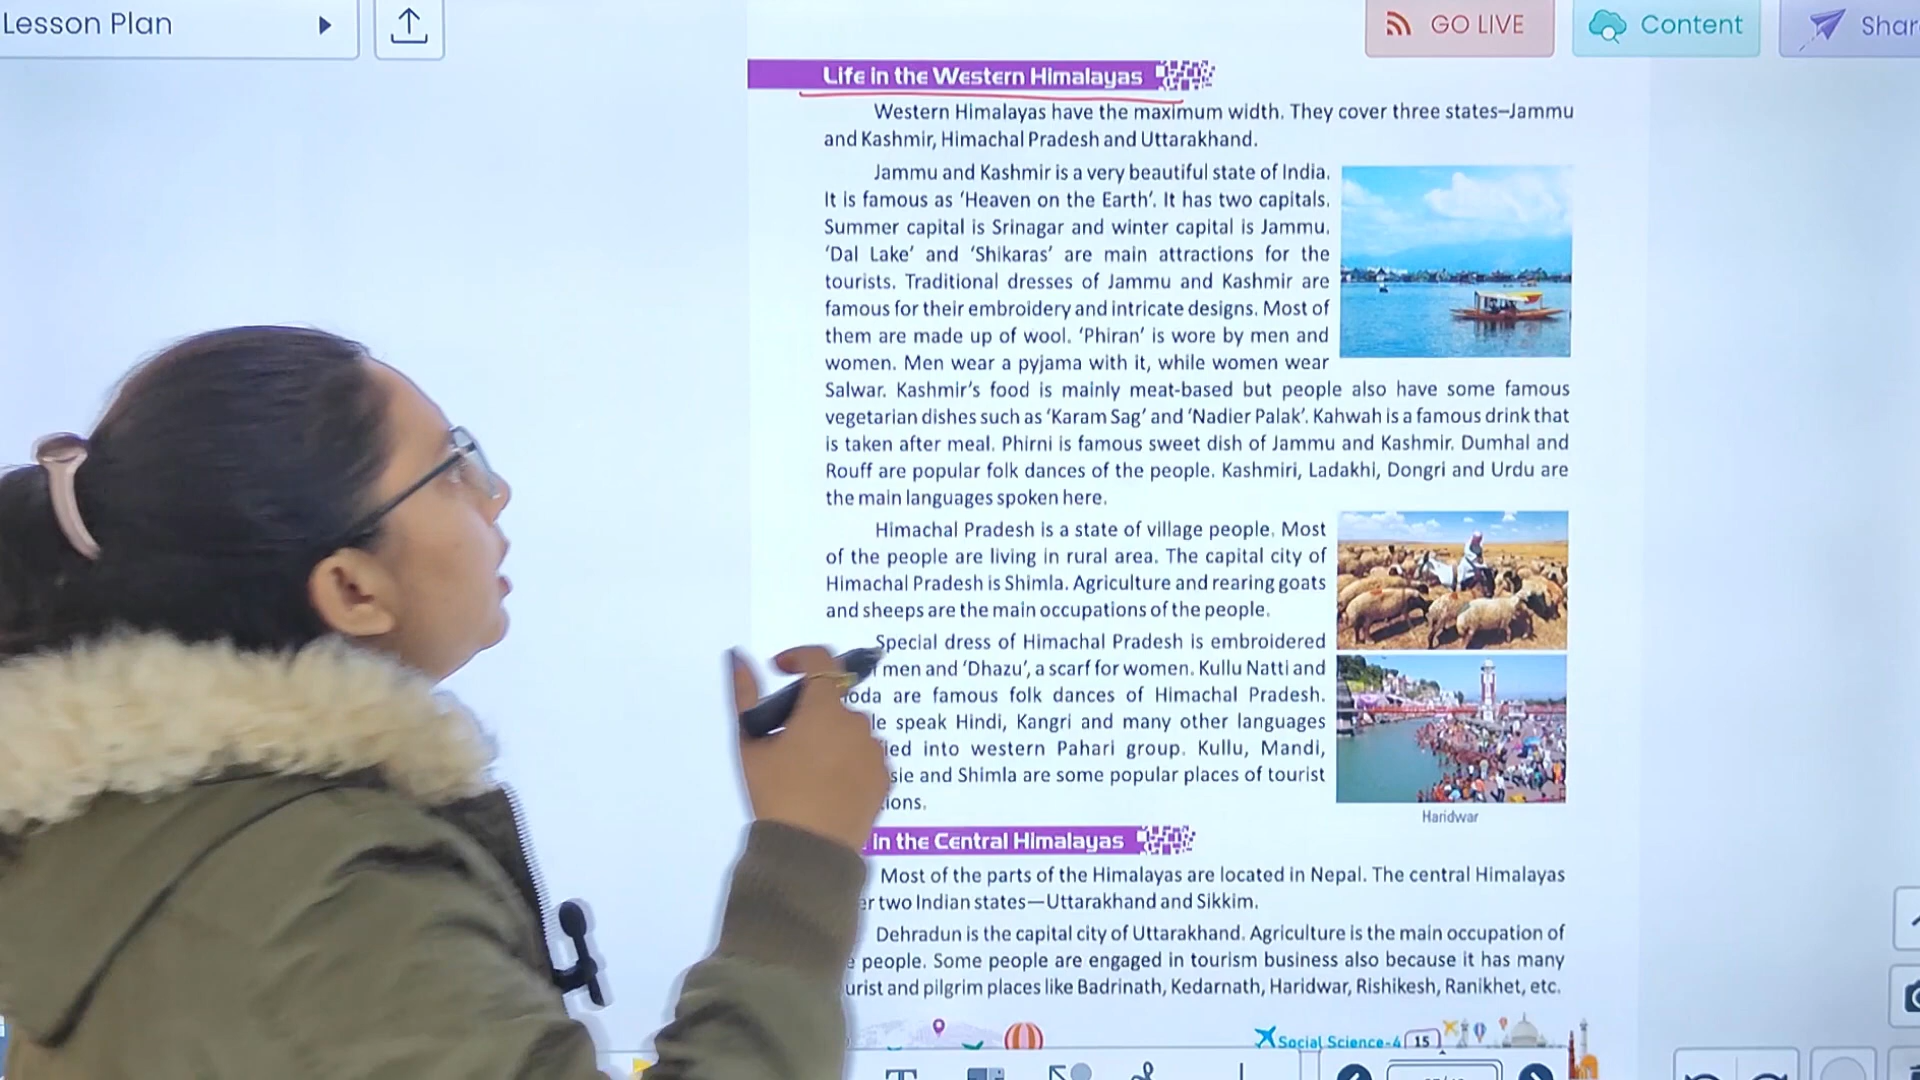 Lesson Plan
GO LIVE
Content
Life in the Western Himalayas
Western Himalayas have the maximum width. They cover three states–Jammu
and Kashmir, Himachal Pradesh and Uttarakhand.
Jammu and Kashmir is a very beautiful state of India.
It is famous as ‘Heaven on the Earth’. It has two capitals.
Summer capital is Srinagar and winter capital is Jammu.
‘Dal Lake’ and ‘Shikaras’ are main attractions for the
tourists. Traditional dresses of Jammu and Kashmir are
famous for their embroidery and intricate designs. Most of
them are made up of wool. ‘Phiran’ is wore by men and
women. Men wear a pyjama with it, while women wear
Salwar. Kashmir’s food is mainly meat-based but people also have some famous
vegetarian dishes such as ‘Karam Sag’ and ‘Nadier Palak’. Kahwah is a famous drink that
is taken after meal. Phirni is famous sweet dish of Jammu and Kashmir. Dumhal and
Rouff are popular folk dances of the people. Kashmiri, Ladakhi, Dongri and Urdu are
the main languages spoken here.
Himachal Pradesh is a state of village people. Most
of the people are living in rural area. The capital city of
Himachal Pradesh is Shimla. Agriculture and rearing goats
and sheeps are the main occupations of the people.
Special dress of Himachal Pradesh is embroidered
men and ‘Dhazu’, a scarf for women. Kullu Natti and
are famous folk dances of Himachal Pradesh.
speak Hindi, Kangri and many other languages
into western Pahari group. Kullu, Mandi,
and Shimla are some popular places of tourist
Haridwar
in the Central Himalayas
Most of the parts of the Himalayas are located in Nepal. The central Himalayas
two Indian states—Uttarakhand and Sikkim.
Dehradun is the capital city of Uttarakhand. Agriculture is the main occupation of
people. Some people are engaged in tourism business also because it has many
and pilgrim places like Badrinath, Kedarnath, Haridwar, Rishikesh, Ranikhet, etc.
Social Science-4 15